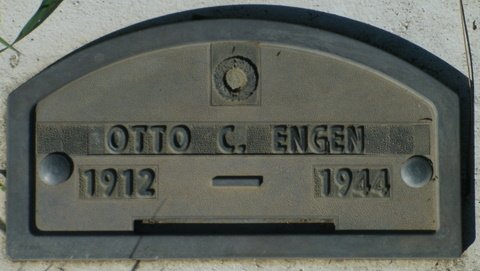 OTTO C. ENGEN
1912 — 1944